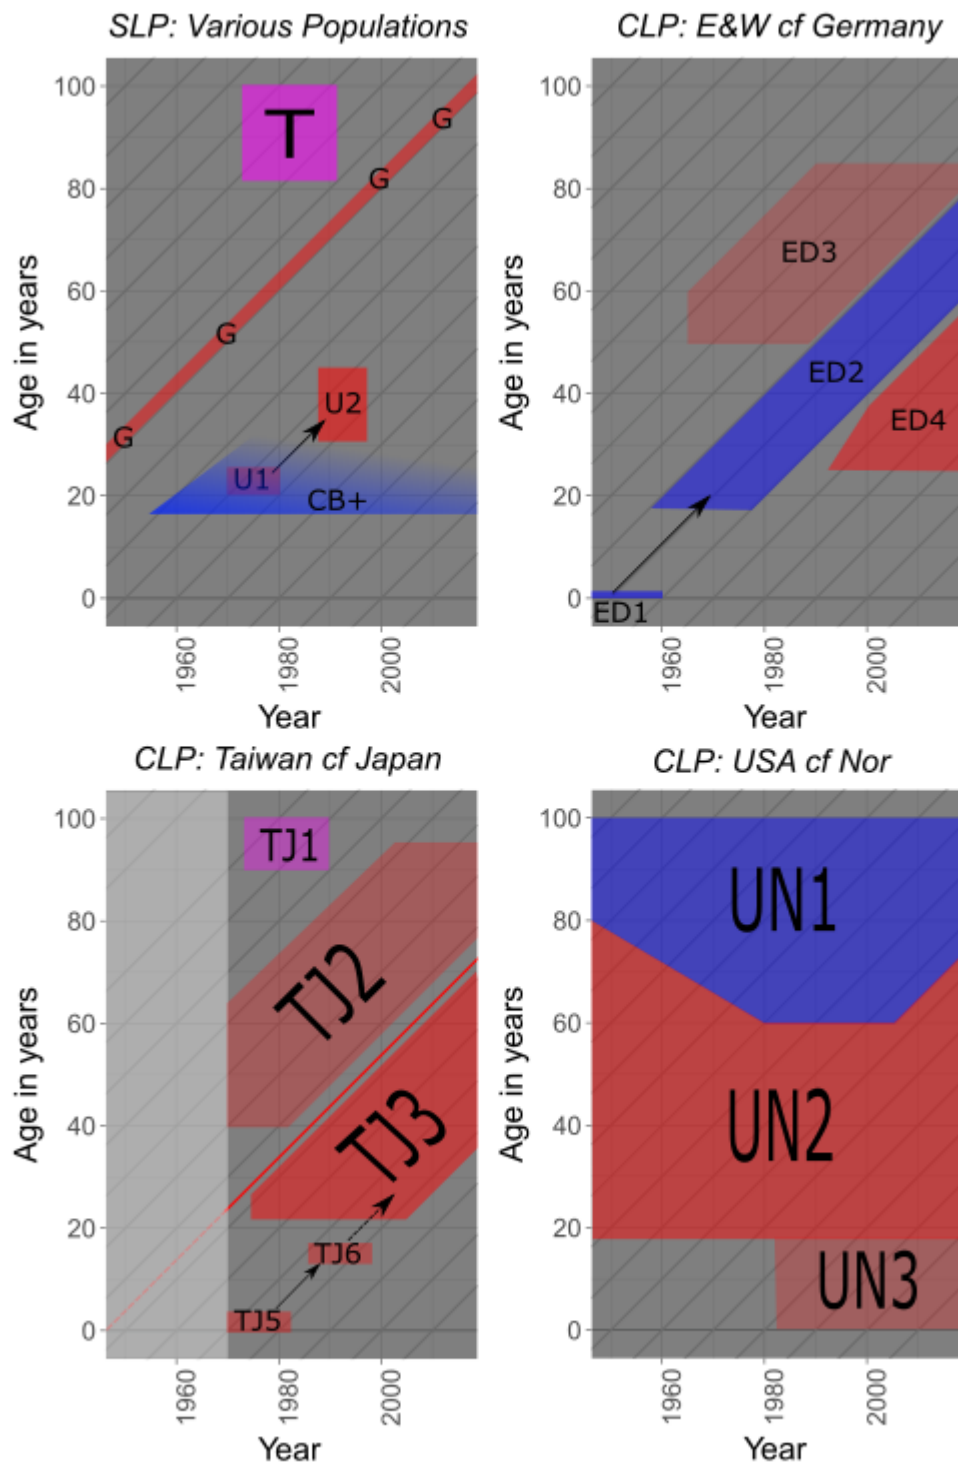 SLP: Various Populations
100
80
60
40
20
0
Age in years
T
G
G
G
G
U2
U1
CB+
1960
1980
2000
Year
CLP: E&W cf Germany
100
80
60
40
20
0
Age in years
ED3
ED2
ED4
ED1
1960
1980
2000
Year
CLP: Taiwan cf Japan
100
80
60
40
20
0
Age in years
TJ1
TJ2
TJ3
TJ6
TJ5
1960
1980
2000
Year
CLP: USA cf Nor
100
80
60
40
20
0
Age in years
UN1
UN2
UN3
1960
1980
2000
Year